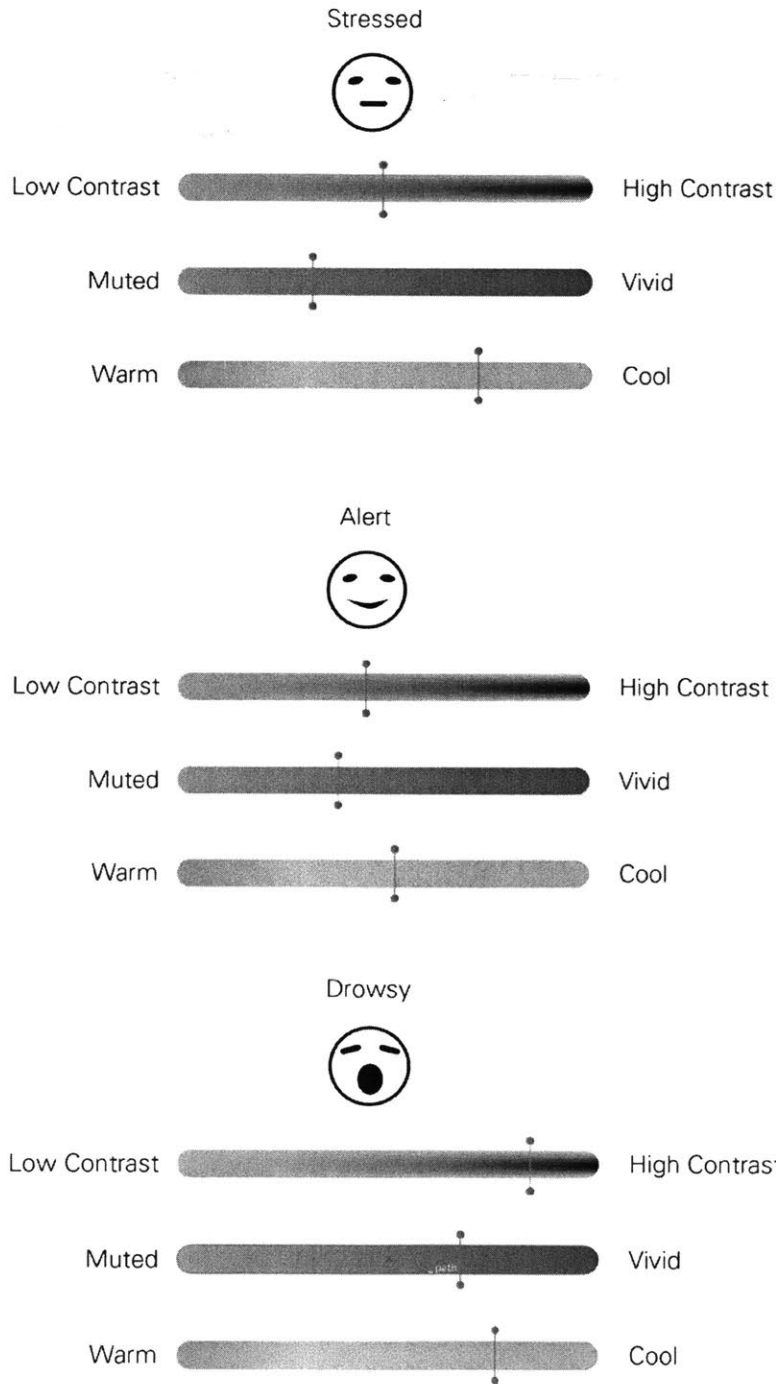 Stressed
Low Contrast High Contrast
Muted Vivid
Warm Cool
Alert
Low Contrast High Contrast
Muted Vivid
Warm Cool
Drowsy
Low Contrast High Contrast
Muted path Vivid
Warm Cool